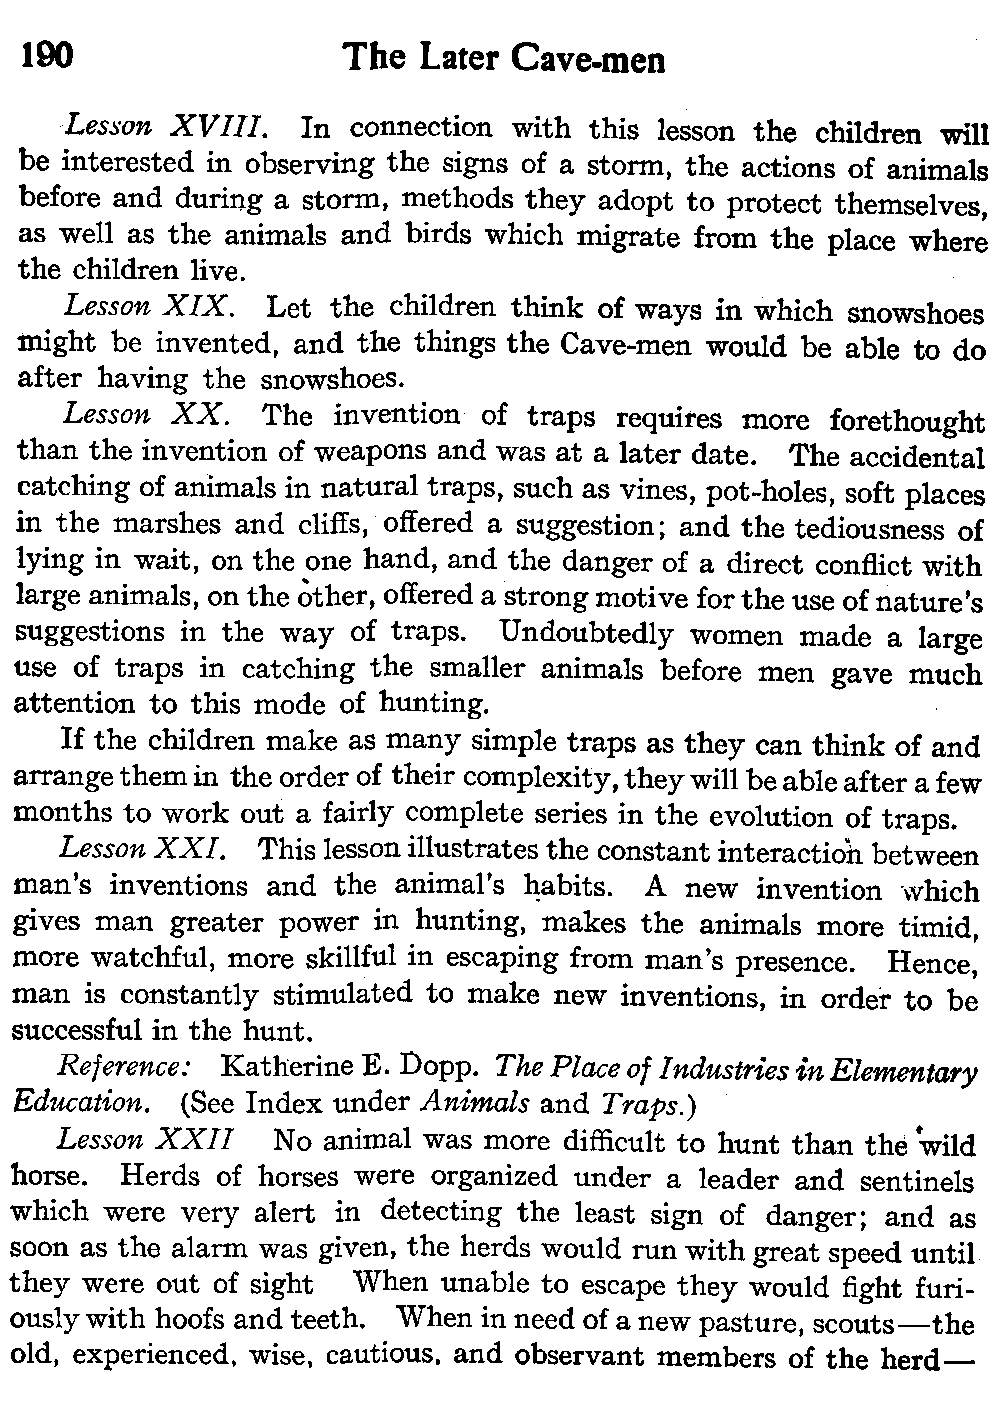 190 The Later Cave-men
Lesson XVIII. In connection with this lesson the children will
be interested in observing the signs of a storm, the actions of animals
before and during a storm, methods they adopt to protect themselves,
as well as the animals and birds which migrate from the place where
the children live.
Lesson XIX. Let the children think of ways in which snowshoes
might be invented, and the things the Cave-men would be able to do
after having the snowshoes.
Lesson XX. The invention of traps requires more forethought
than the invention of weapons and was at a later date. The accidental
catching of animals in natural traps, such as vines, pot-holes, soft places
in the marshes and cliffs, offered a suggestion; and the tediousness of
lying in wait, on the one hand, and the danger of a direct conflict with
large animals, on the other, offered a strong motive for the use of nature's
suggestions in the way of traps. Undoubtedly women made a large
use of traps in catching the smaller animals before men gave much
attention to this mode of hunting.
If the children make as many simple traps as they can think of and
arrange them in the order of their complexity, they will be able after a few
months to work out a fairly complete series in the evolution of traps.
Lesson XXI. This lesson illustrates the constant interaction between
man's inventions and the animal's habits. A new invention which
gives man greater power in hunting, makes the animals more timid,
more watchful, more skillful in escaping from man's presence. Hence,
man is constantly stimulated to make new inventions, in order to be
successful in the hunt.
Reference: Katherine E. Dopp. The Place of Industries in Elementary
Education. (See Index under Animals and Traps.)
Lesson XXII No animal was more difficult to hunt than the wild
horse. Herds of horses were organized under a leader and sentinels
which were very alert in detecting the least sign of danger; and as
soon as the alarm was given, the herds would run with great speed until
they were out of sight When unable to escape they would fight furi-
ously with hoofs and teeth. When in need of a new pasture, scouts—the
old, experienced, wise, cautious, and observant members of the herd—